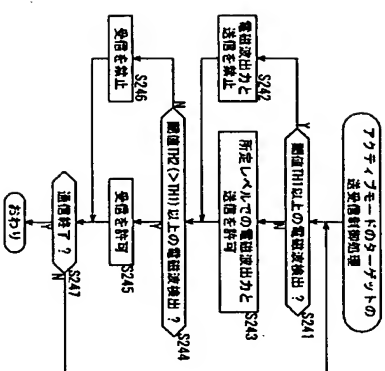 アクティブモードのターゲットの
送受信制御処理
閾値TH1以上の電磁波検出？
S241
Y
N
電磁波出力と
送信を禁止
S242
所定レベルでの電磁波出力と
送信を許可
S243
閾値TH2(>TH1)以上の電磁波検出？
S244
N
Y
受信を禁止
S246
受信を許可
S245
通信終了？
S247
N
Y
おわり